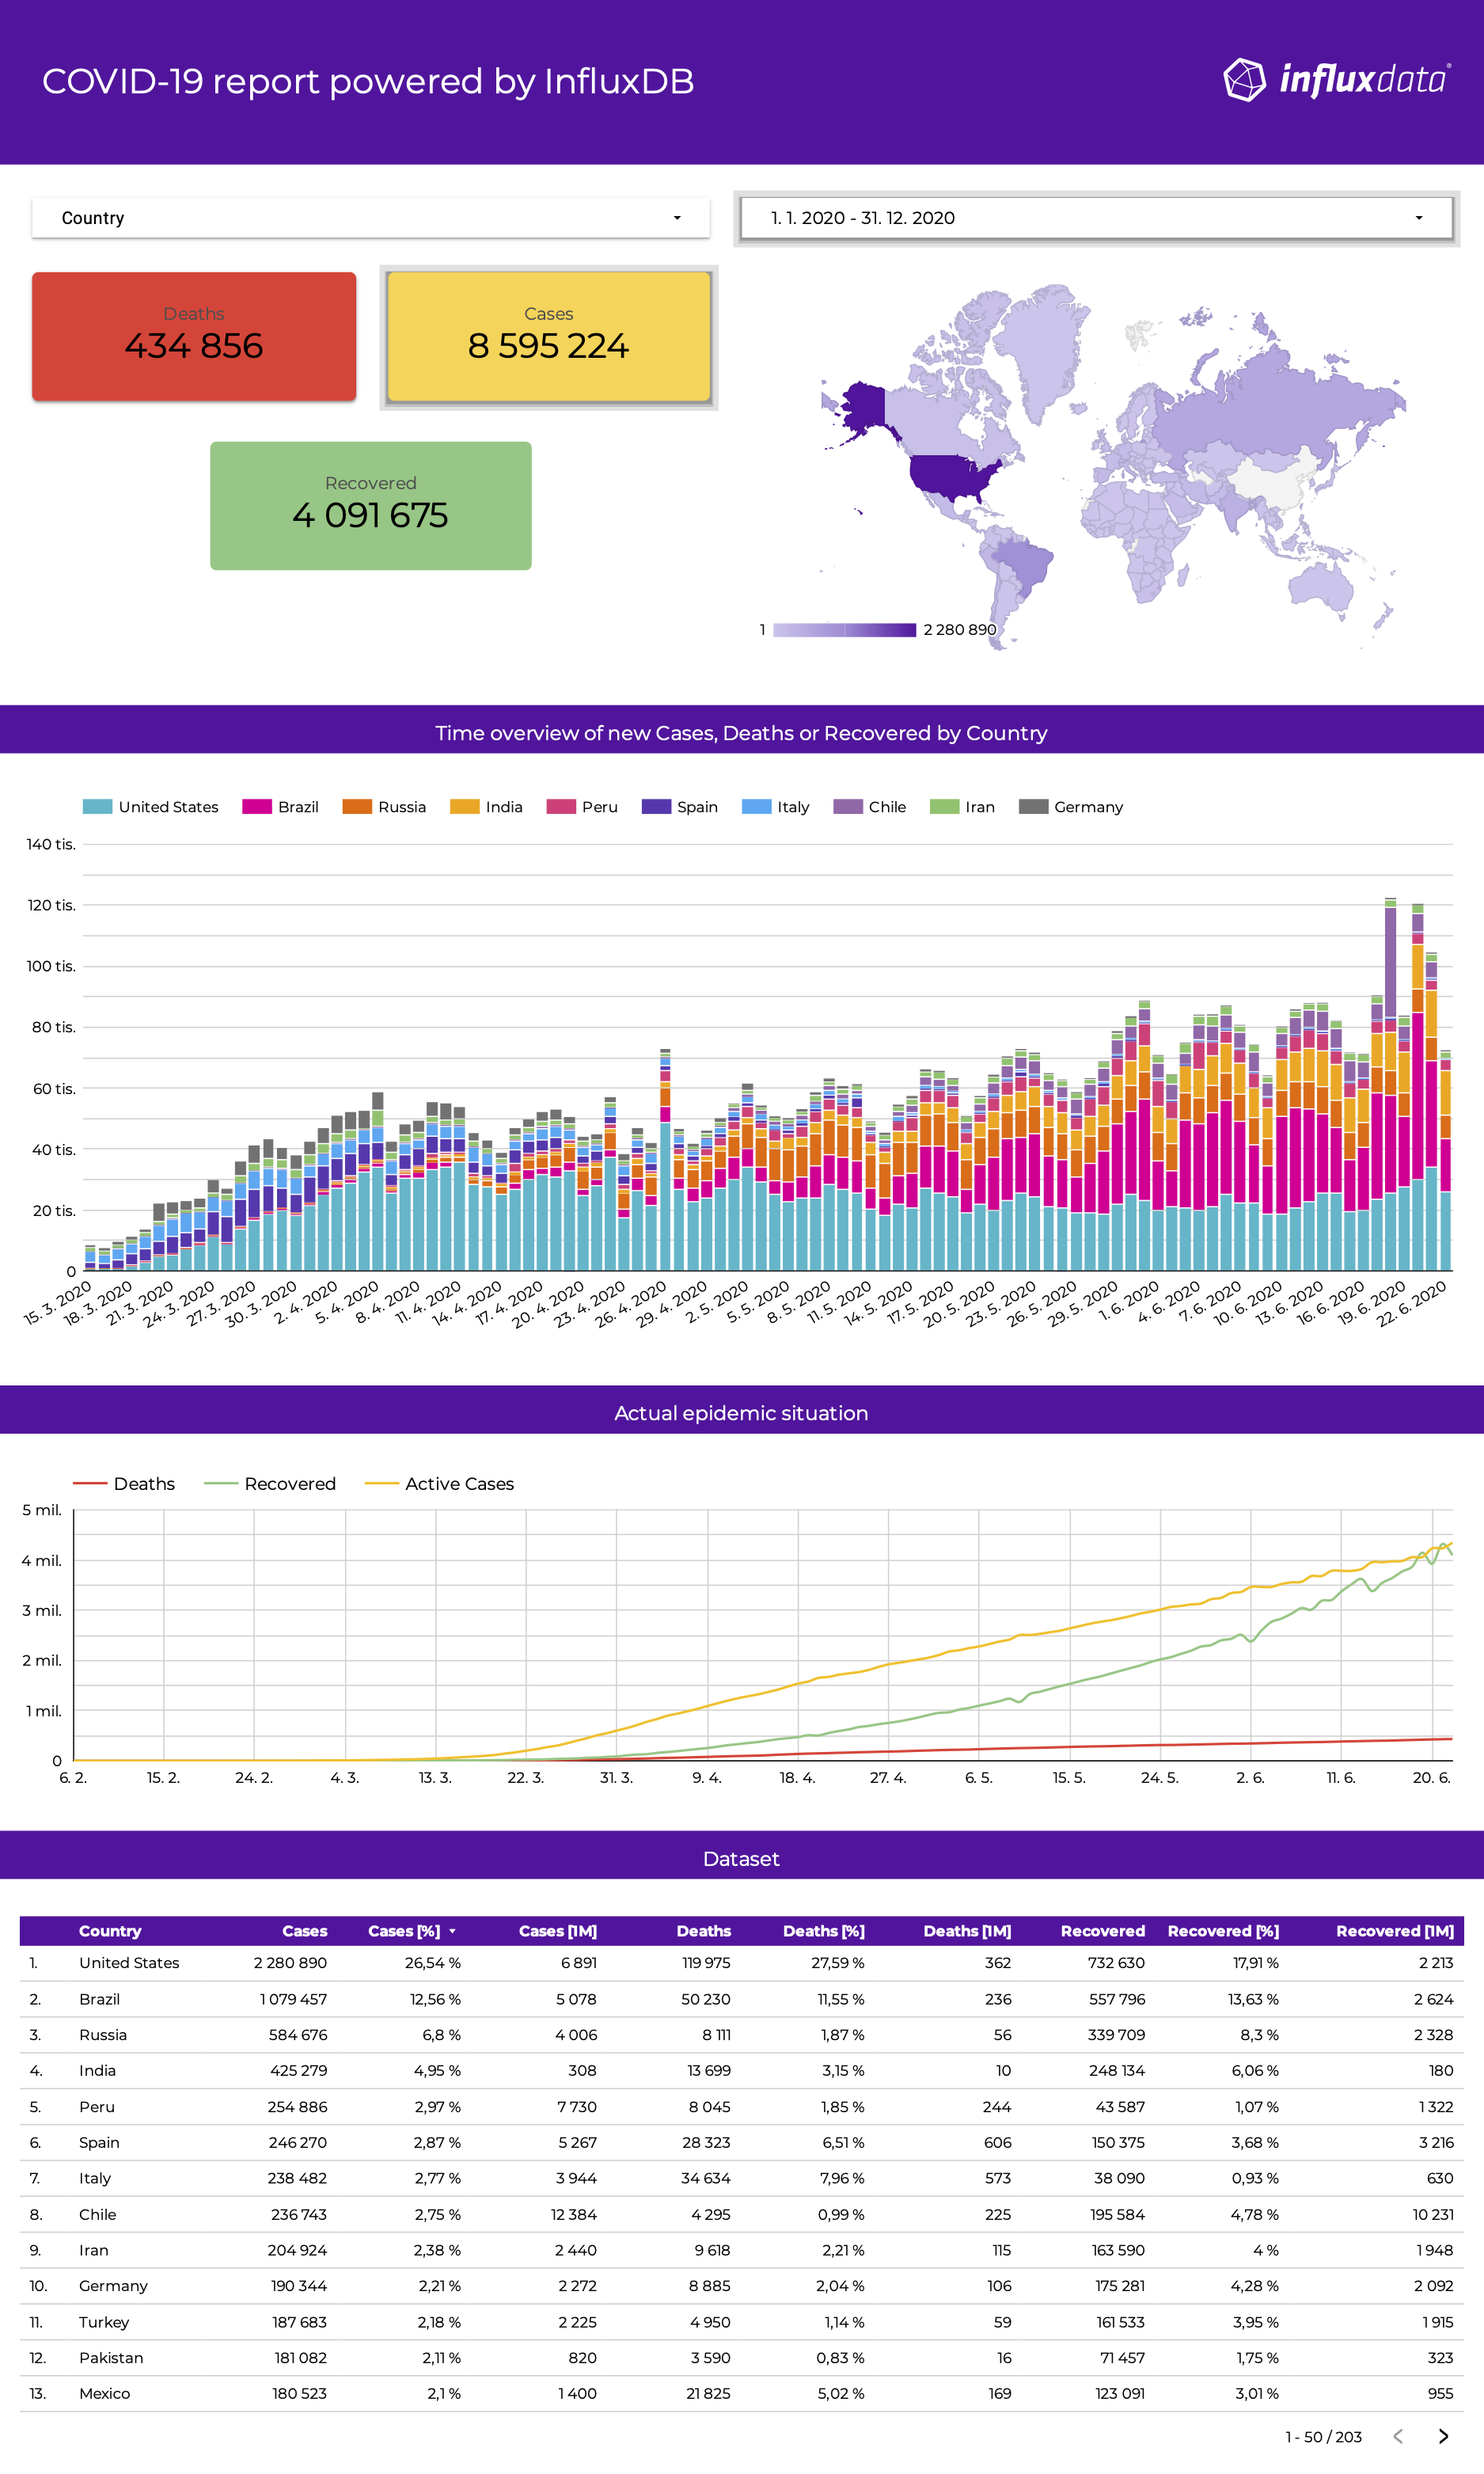 COVID-19 report powered by InfluxDB
influxdata®
Country
1. 1. 2020 - 31. 12. 2020
Deaths
434 856
Cases
8 595 224
Recovered
4 091 675
1
2 280 890
Time overview of new Cases, Deaths or Recovered by Country
United States Brazil Russia India Peru Spain Italy Chile Iran Germany
140 tis.
120 tis.
100 tis.
80 tis.
60 tis.
40 tis.
20 tis.
0
15. 3. 2020 18. 3. 2020 21. 3. 2020 24. 3. 2020 27. 3. 2020 30. 3. 2020 2. 4. 2020 5. 4. 2020 8. 4. 2020 11. 4. 2020 14. 4. 2020 17. 4. 2020 20. 4. 2020 23. 4. 2020 26. 4. 2020 29. 4. 2020 2. 5. 2020 5. 5. 2020 8. 5. 2020 11. 5. 2020 14. 5. 2020 17. 5. 2020 20. 5. 2020 23. 5. 2020 26. 5. 2020 29. 5. 2020 1. 6. 2020 4. 6. 2020 7. 6. 2020 10. 6. 2020 13. 6. 2020 16. 6. 2020 19. 6. 2020 22. 6. 2020
Actual epidemic situation
Deaths Recovered Active Cases
5 mil.
4 mil.
3 mil.
2 mil.
1 mil.
0
6. 2. 15. 2. 24. 2. 4. 3. 13. 3. 22. 3. 31. 3. 9. 4. 18. 4. 27. 4. 6. 5. 15. 5. 24. 5. 2. 6. 11. 6. 20. 6.
Dataset
Country Cases Cases [%] Cases [1M] Deaths Deaths [%] Deaths [1M] Recovered Recovered [%] Recovered [1M]
1. United States 2 280 890 26,54 % 6 891 119 975 27,59 % 362 732 630 17,91 % 2 213
2. Brazil 1 079 457 12,56 % 5 078 50 230 11,55 % 236 557 796 13,63 % 2 624
3. Russia 584 676 6,8 % 4 006 8 111 1,87 % 56 339 709 8,3 % 2 328
4. India 425 279 4,95 % 308 13 699 3,15 % 10 248 134 6,06 % 180
5. Peru 254 886 2,97 % 7 730 8 045 1,85 % 244 43 587 1,07 % 1 322
6. Spain 246 270 2,87 % 5 267 28 323 6,51 % 606 150 375 3,68 % 3 216
7. Italy 238 482 2,77 % 3 944 34 634 7,96 % 573 38 090 0,93 % 630
8. Chile 236 743 2,75 % 12 384 4 295 0,99 % 225 195 584 4,78 % 10 231
9. Iran 204 924 2,38 % 2 440 9 618 2,21 % 115 163 590 4 % 1 948
10. Germany 190 344 2,21 % 2 272 8 885 2,04 % 106 175 281 4,28 % 2 092
11. Turkey 187 683 2,18 % 2 225 4 950 1,14 % 59 161 533 3,95 % 1 915
12. Pakistan 181 082 2,11 % 820 3 590 0,83 % 16 71 457 1,75 % 323
13. Mexico 180 523 2,1 % 1 400 21 825 5,02 % 169 123 091 3,01 % 955
1 - 50 / 203